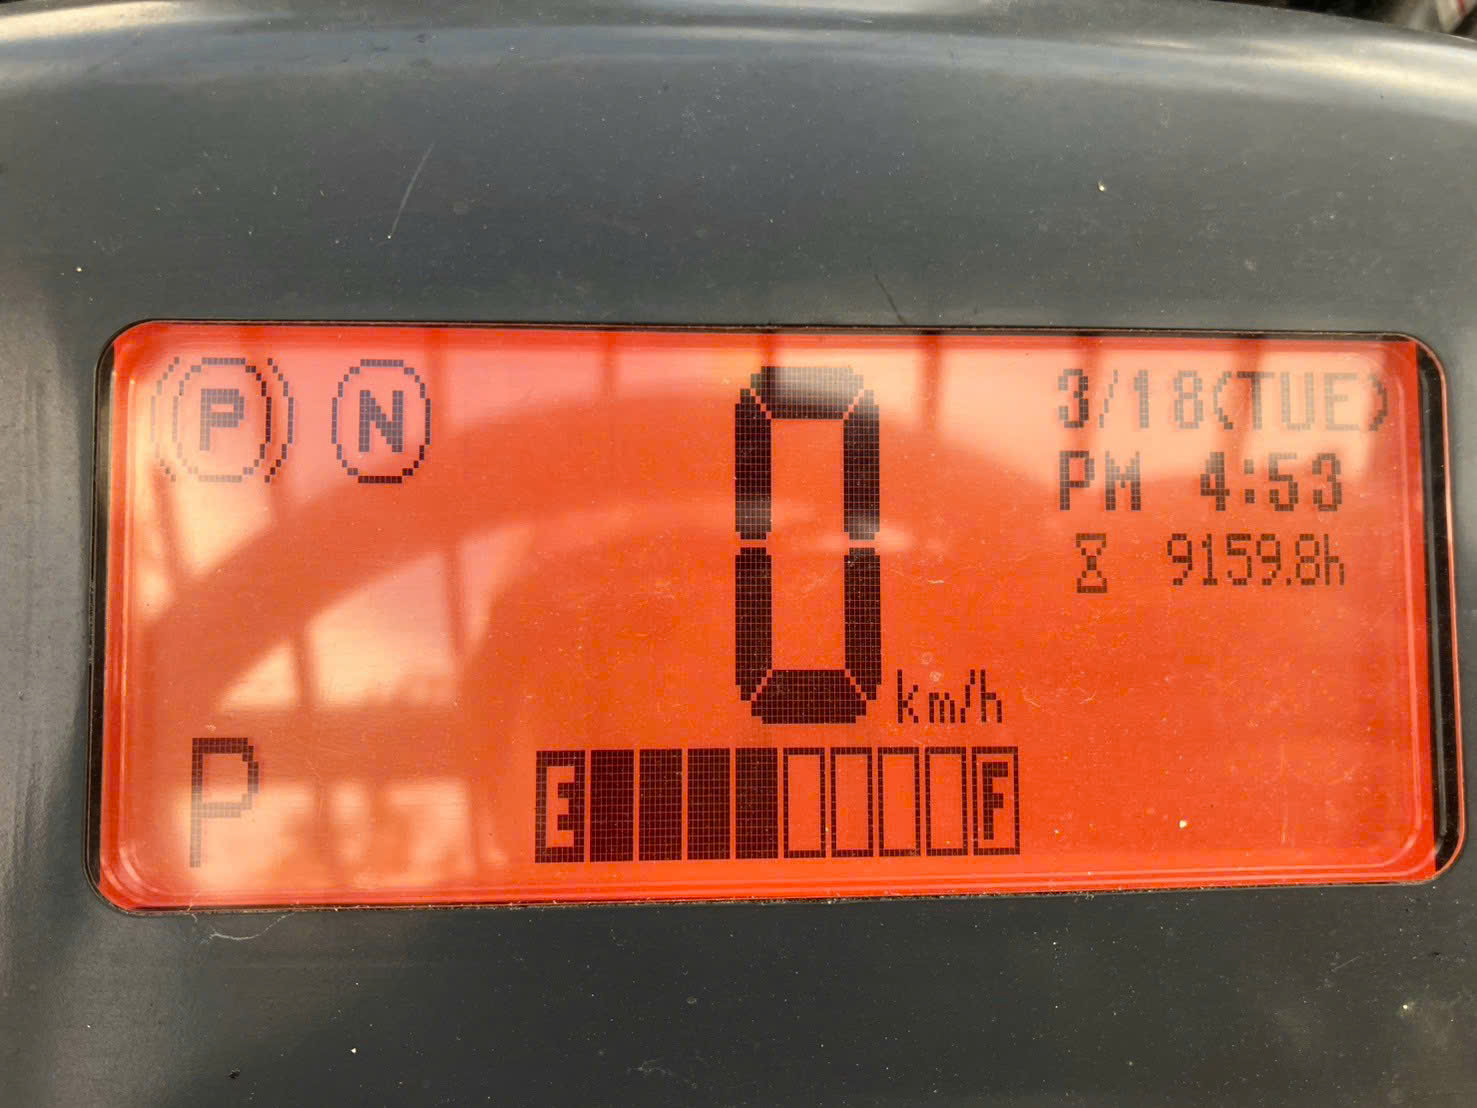 P N
0 km/h
3/18(TUE)
PM 4:53
9159.8h
P
E F